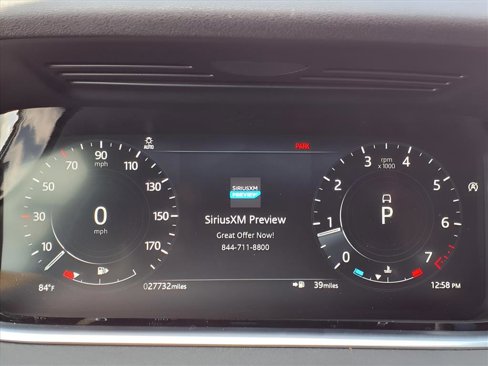 AUTO
PARK
10 30 50 70 90 110 130 150 170
mph
0
mph
SIRIUSXM
PREVIEW
SiriusXM Preview
Great Offer Now!
844-711-8800
0 1 2 3 4 5 6 7
rpm
x 1000
P
84°F
027732miles
39miles
12:58 PM